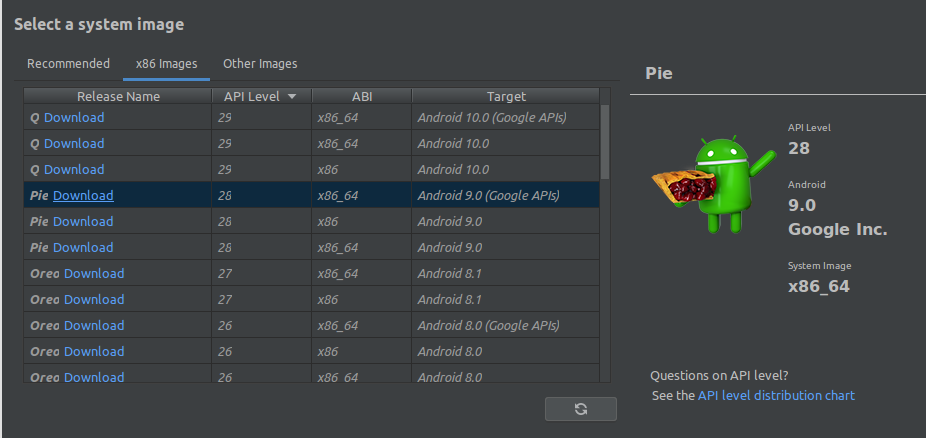 Select a system image
Recommended x86 Images Other Images
Release Name API Level ABI Target
Q Download 29 x86_64 Android 10.0 (Google APIs)
Q Download 29 x86_64 Android 10.0
Q Download 29 x86 Android 10.0
Pie Download 28 x86_64 Android 9.0 (Google APIs)
Pie Download 28 x86 Android 9.0
Pie Download 28 x86_64 Android 9.0
Oreo Download 27 x86_64 Android 8.1
Oreo Download 27 x86 Android 8.1
Oreo Download 26 x86_64 Android 8.0 (Google APIs)
Oreo Download 26 x86 Android 8.0
Oreo Download 26 x86_64 Android 8.0
Pie
API Level
28
Android
9.0
Google Inc.
System Image
x86_64
Questions on API level?
See the API level distribution chart